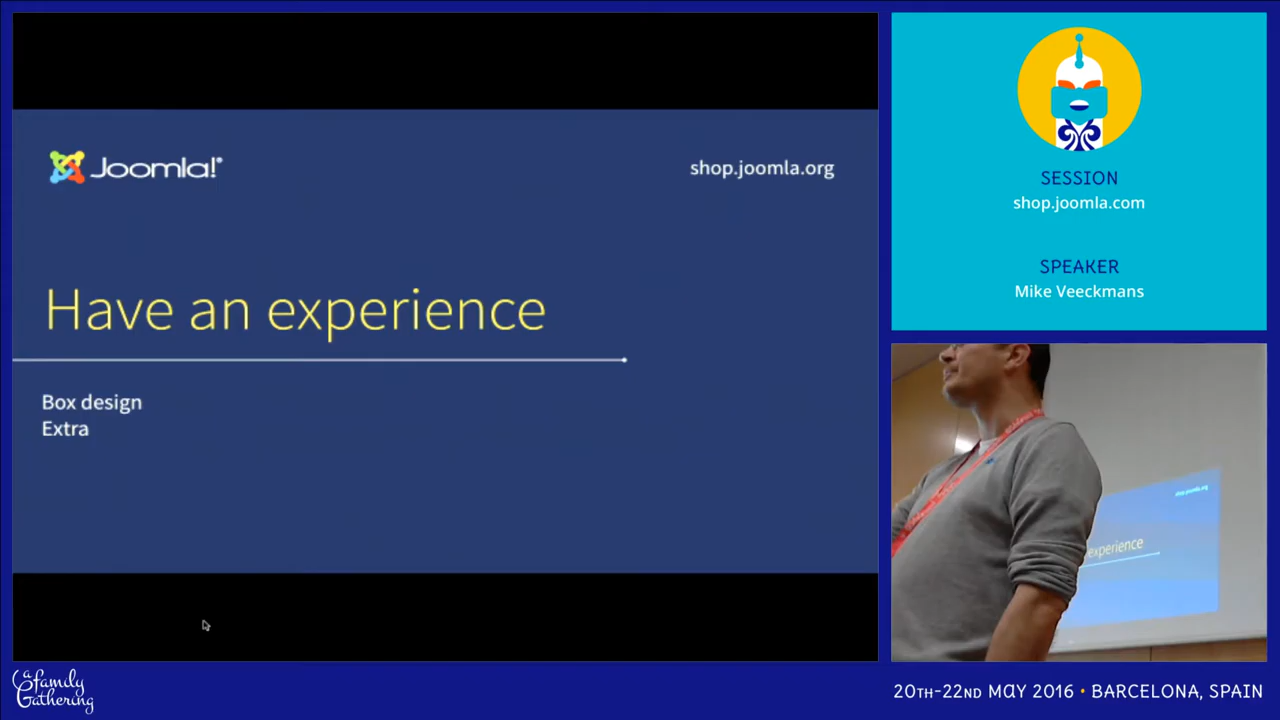 Joomla!®
shop.joomla.org
Have an experience
Box design
Extra
SESSION
shop.joomla.com
SPEAKER
Mike Veeckmans
experience
a family
Gathering
20TH-22ND MAY 2016 • BARCELONA, SPAIN